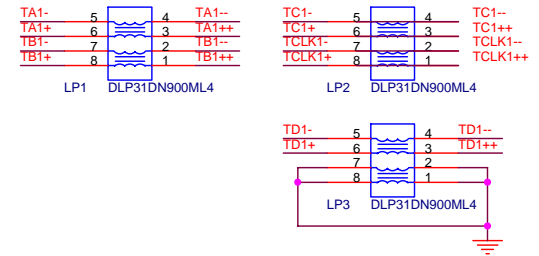 TA1- 5 4 TA1--
TA1+ 6 3 TA1++
TB1- 7 2 TB1--
TB1+ 8 1 TB1++
LP1 DLP31DN900ML4
TC1- 5 4 TC1--
TC1+ 6 3 TC1++
TCLK1- 7 2 TCLK1--
TCLK1+ 8 1 TCLK1++
LP2 DLP31DN900ML4
TD1- 5 4 TD1--
TD1+ 6 3 TD1++
7 2
8 1
LP3 DLP31DN900ML4